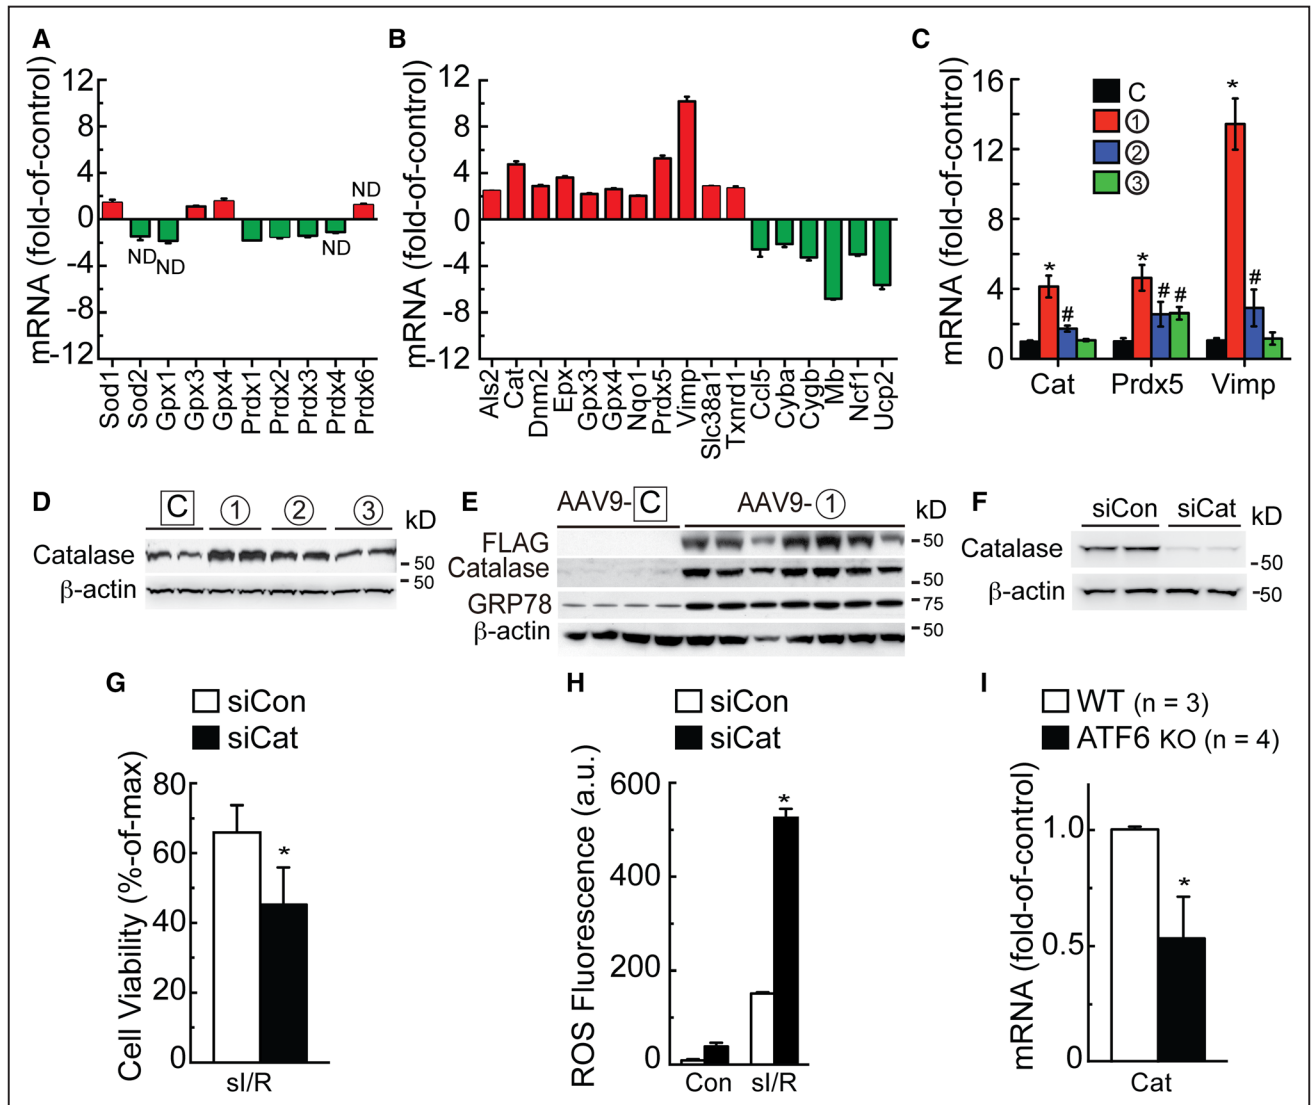 A
mRNA (fold-of-control)
12
8
4
0
-4
-8
-12
ND
ND
ND
ND
Sod1
Sod2
Gpx1
Gpx3
Gpx4
Prdx1
Prdx2
Prdx3
Prdx4
Prdx6
B
mRNA (fold-of-control)
12
8
4
0
-4
-8
-12
Als2
Cat
Dnm2
Epx
Gpx3
Gpx4
Nqo1
Prdx5
Vimp
Slc38a1
Txnrd1
Ccl5
Cyba
Cygb
Mb
Ncf1
Ucp2
C
mRNA (fold-of-control)
16
12
8
4
0
C
①
②
③
*
#
*
# #
*
#
Cat Prdx5 Vimp
D
C ① ② ③ kD
Catalase
- 50
β-actin
- 50
E
AAV9- C AAV9- ① kD
FLAG
- 50
Catalase
- 50
GRP78
- 75
β-actin
- 50
F
siCon siCat kD
Catalase
-50
β-actin
-50
G
siCon
siCat
Cell Viability (%-of-max)
80
60
40
20
0
*
sI/R
H
siCon
siCat
ROS Fluorescence (a.u.)
600
400
200
0
*
Con sI/R
I
WT (n = 3)
ATF6 KO (n = 4)
mRNA (fold-of-control)
1.0
0.5
0
*
Cat